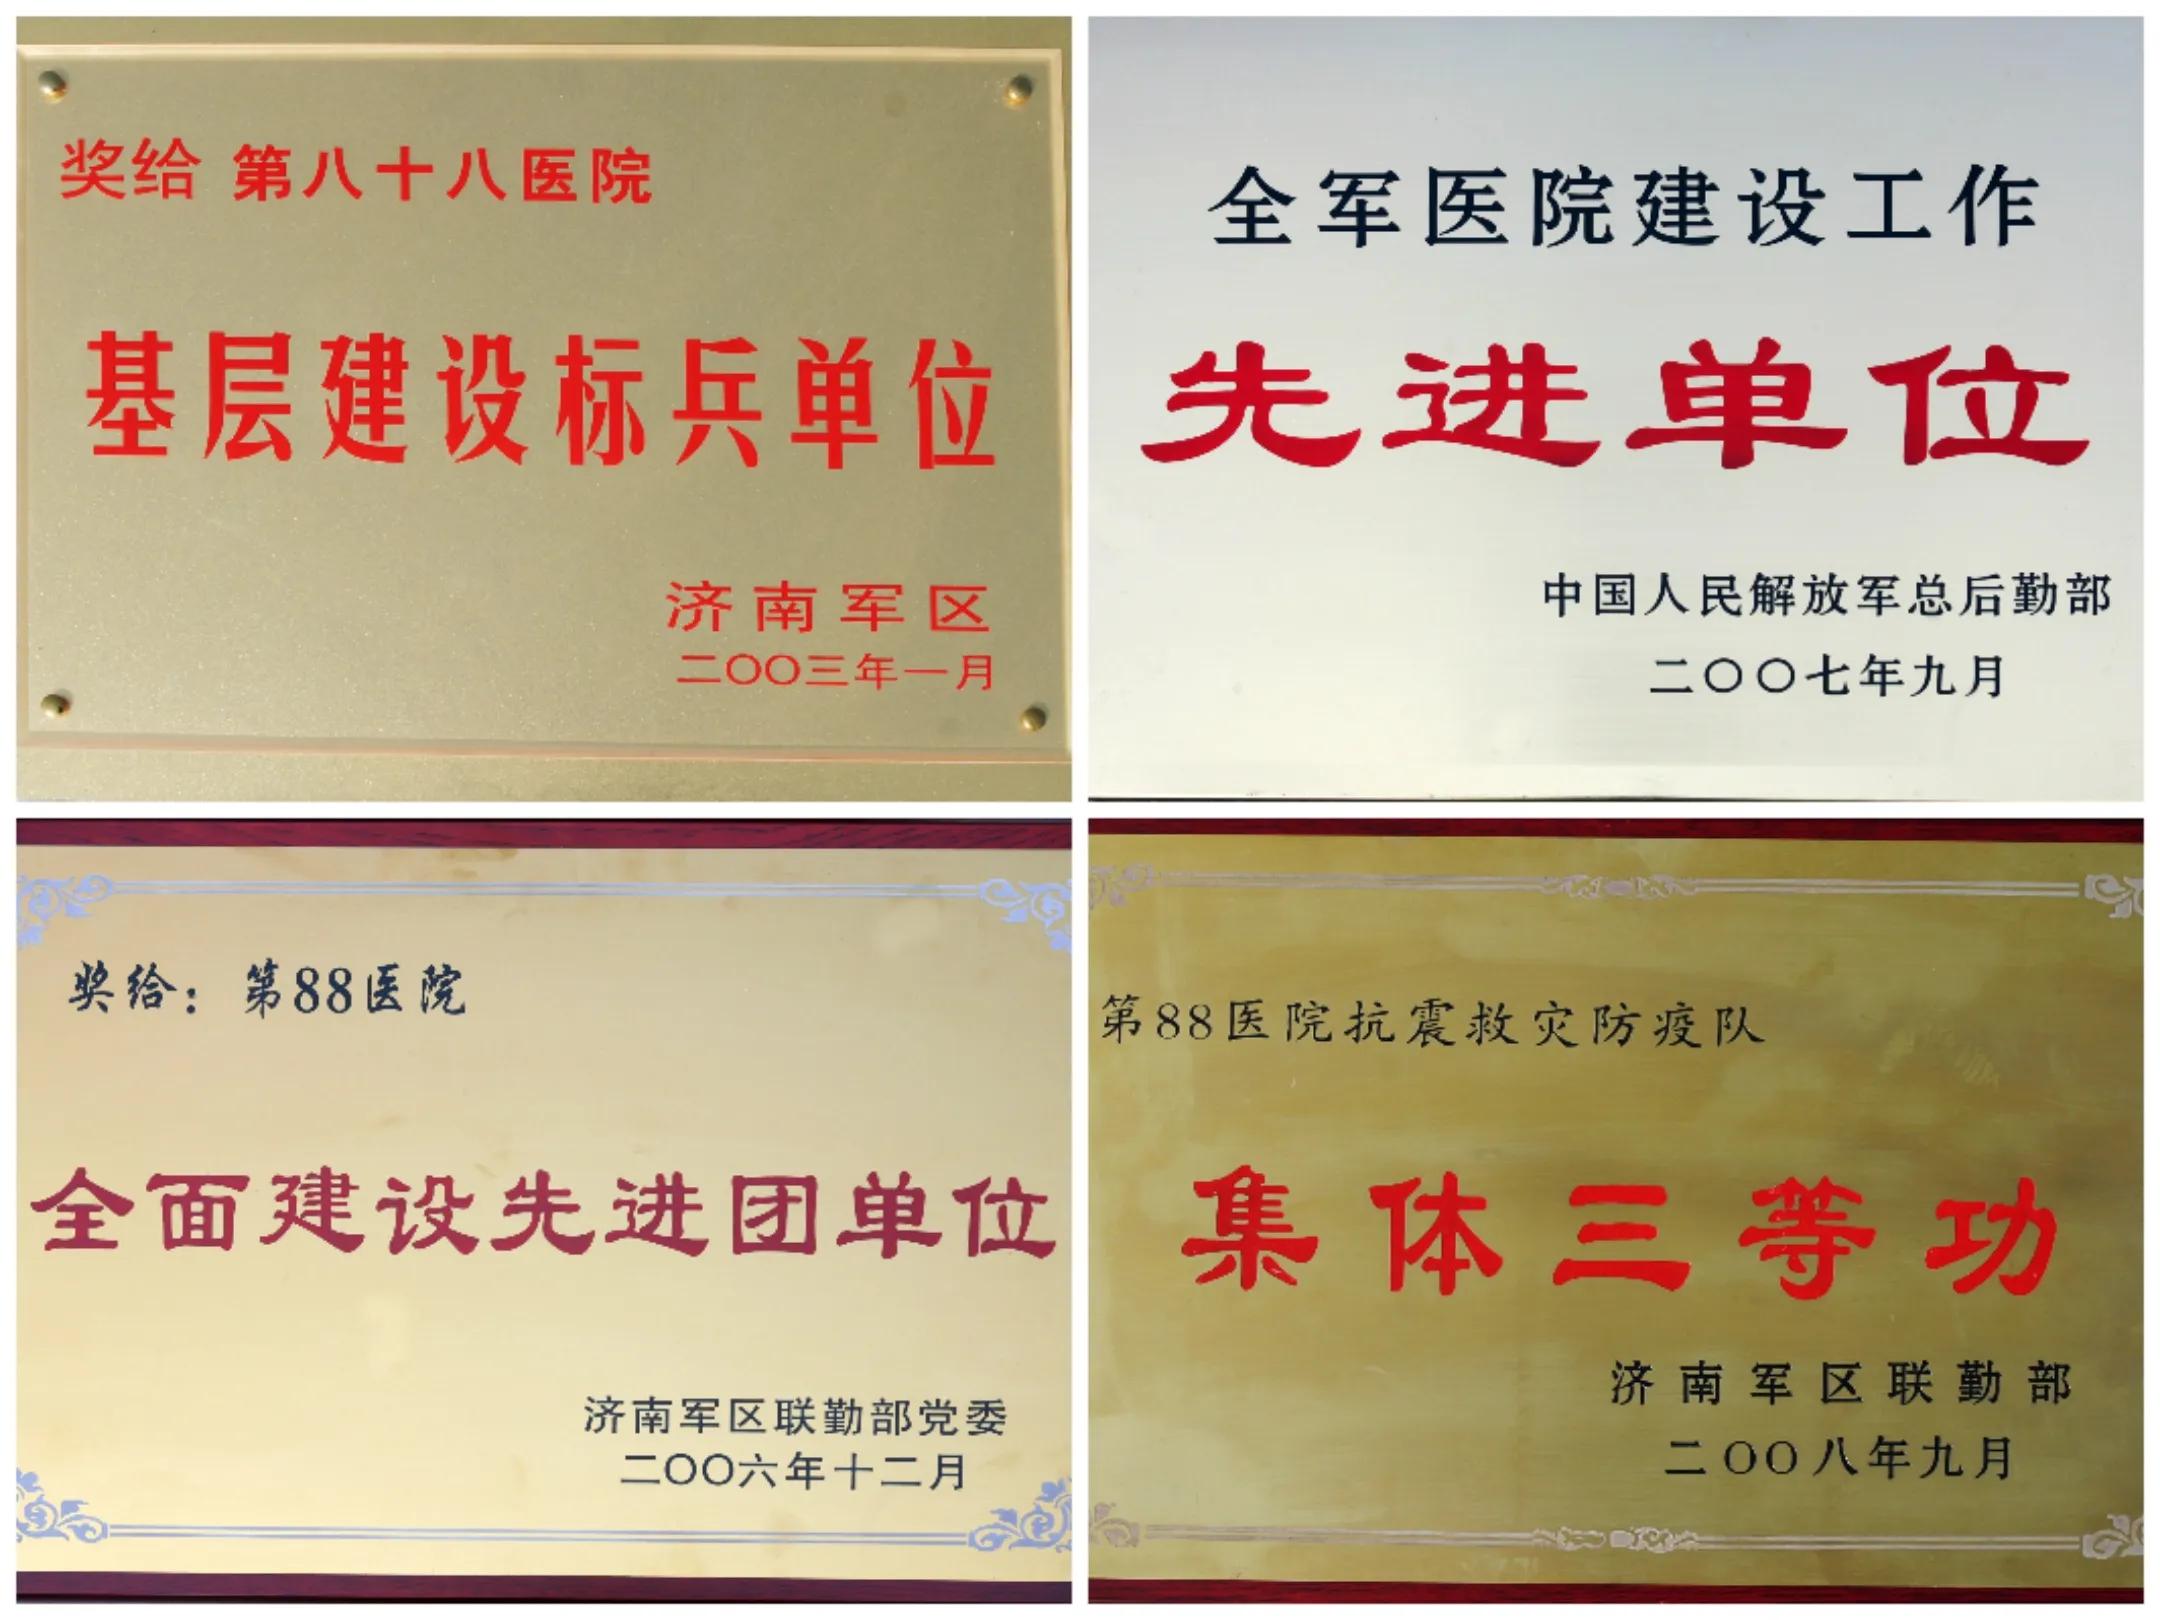 奖给 第八十八医院
基层建设标兵单位
济南军区
二〇〇三年一月
全军医院建设工作
先进单位
中国人民解放军总后勤部
二〇〇七年九月
奖给：第88医院
全面建设先进团单位
济南军区联勤部党委
二〇〇六年十二月
第88医院抗震救灾防疫队
集体三等功
济南军区联勤部
二〇〇八年九月